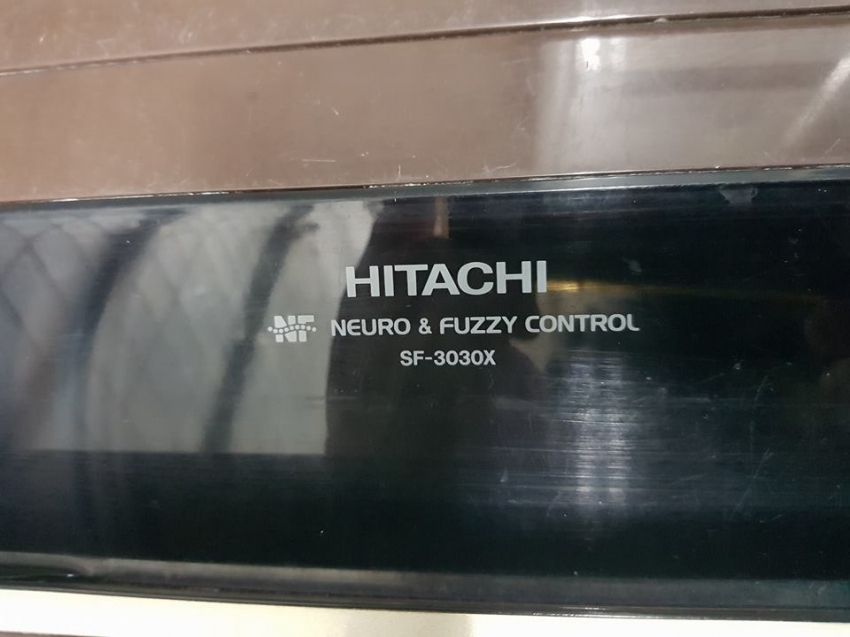 HITACHI
NF NEURO & FUZZY CONTROL
SF-3030X